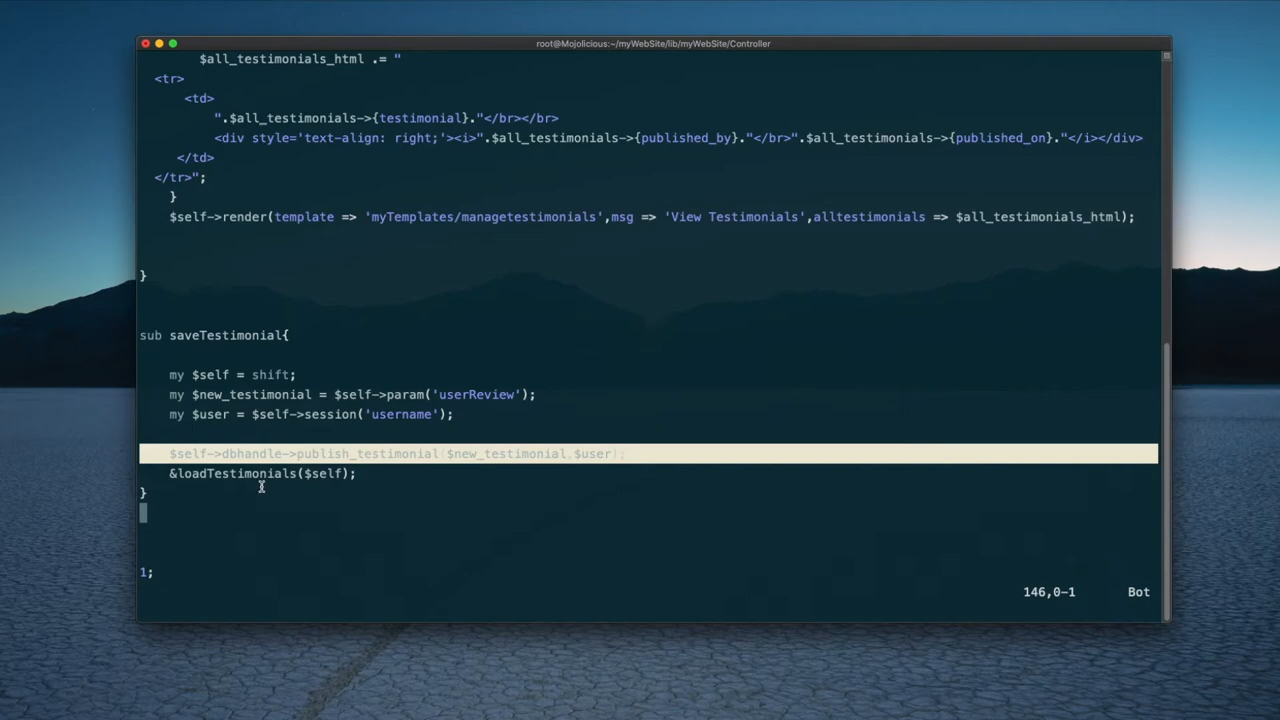 root@Mojolicious:~/myWebSite/lib/myWebSite/Controller
$all_testimonials_html .= "
<tr>
<td>
".$all_testimonials->{testimonial}."</br></br>
<div style='text-align: right;'><i>".$all_testimonials->{published_by}."</br>".$all_testimonials->{published_on}."</i></div>
</td>
</tr>";
}
$self->render(template => 'myTemplates/managetestimonials',msg => 'View Testimonials',alltestimonials => $all_testimonials_html);
}
sub saveTestimonial{
my $self = shift;
my $new_testimonial = $self->param('userReview');
my $user = $self->session('username');
$self->dbhandle->publish_testimonial($new_testimonial,$user);
&loadTestimonials($self);
}
1;
146,0-1 Bot